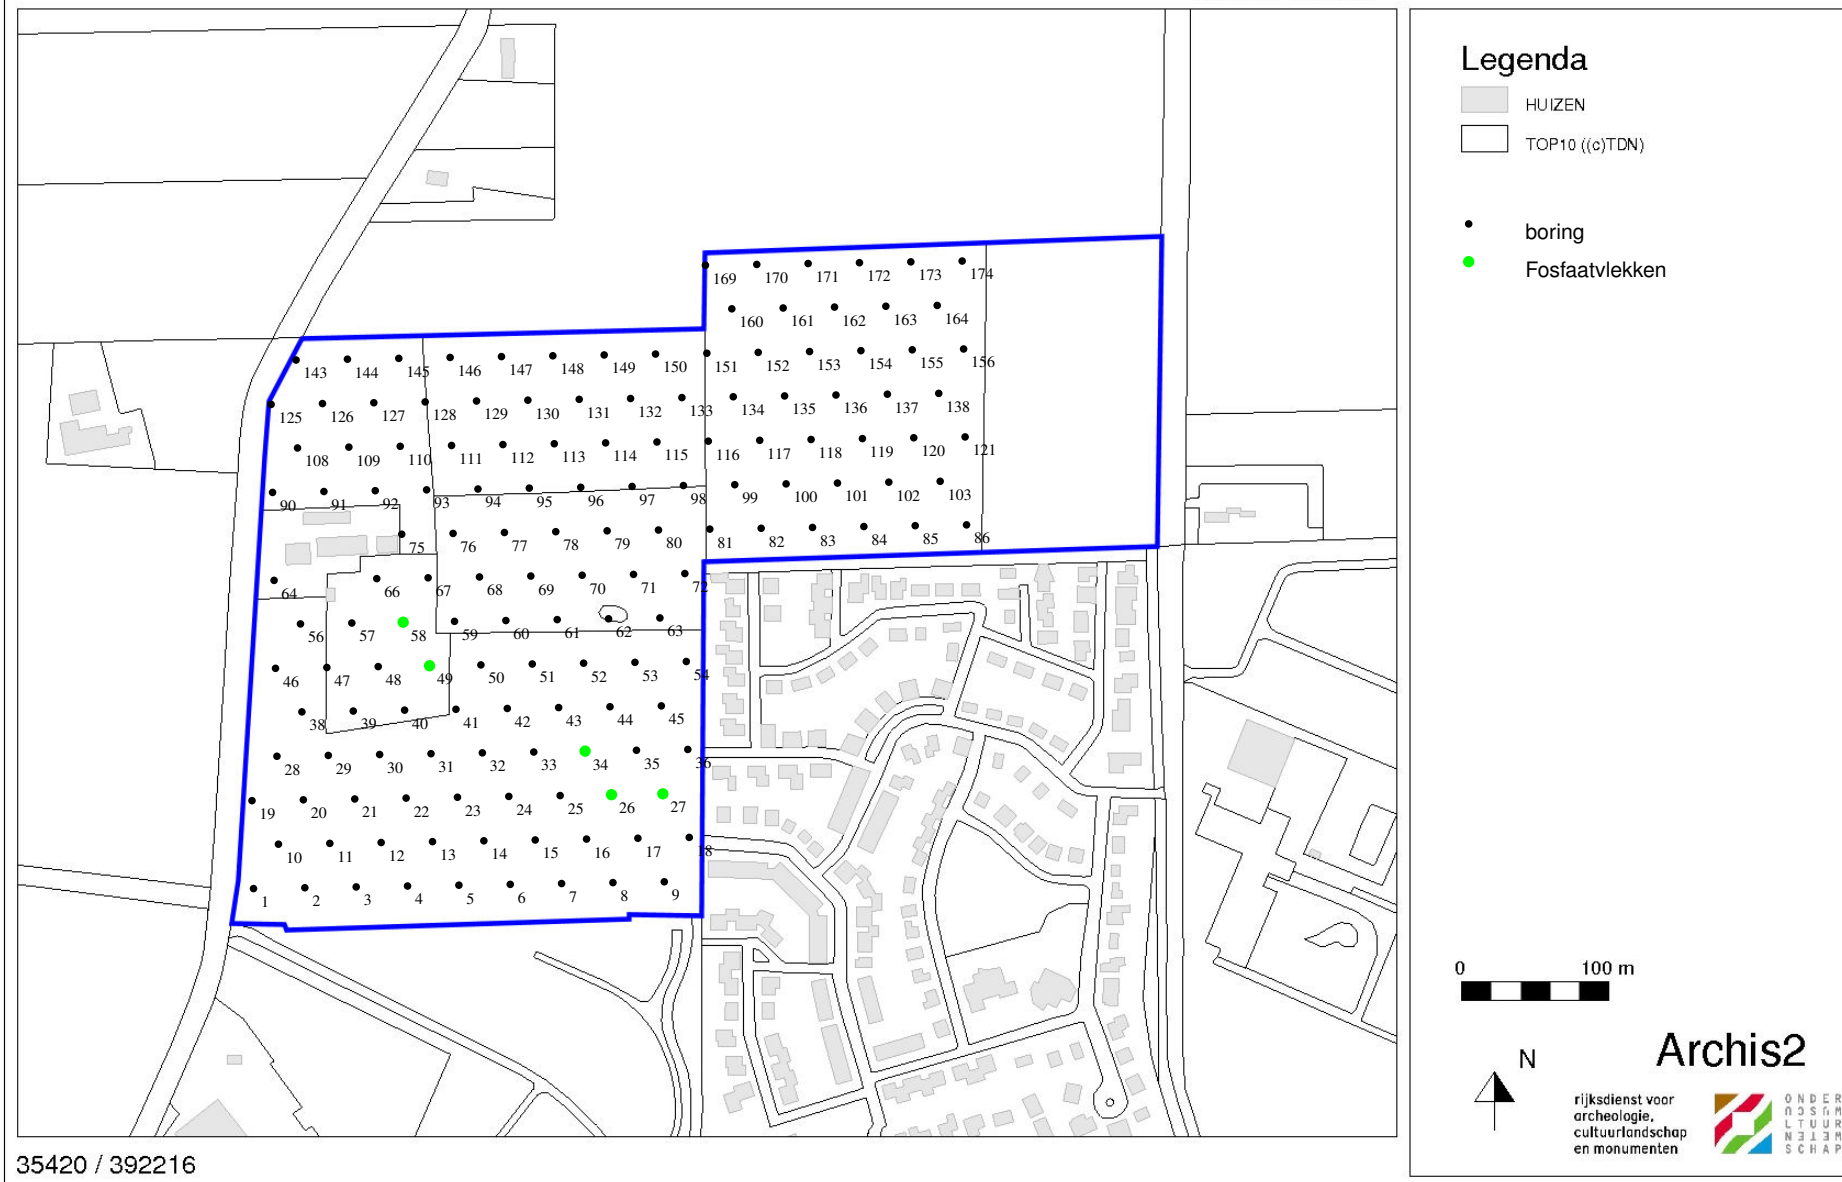 Legenda
HUIZEN
TOP10 ((c)TDN)
boring
Fosfaatvlekken
169 170 171 172 173 174
160 161 162 163 164
143 144 145 146 147 148 149 150 151 152 153 154 155 156
125 126 127 128 129 130 131 132 133 134 135 136 137 138
108 109 110 111 112 113 114 115 116 117 118 119 120 121
90 91 92 93 94 95 96 97 98 99 100 101 102 103
75 76 77 78 79 80 81 82 83 84 85 86
64 66 67 68 69 70 71 72
56 57 58 59 60 61 62 63
46 47 48 49 50 51 52 53 54
38 39 40 41 42 43 44 45
28 29 30 31 32 33 34 35 36
19 20 21 22 23 24 25 26 27
10 11 12 13 14 15 16 17 18
1 2 3 4 5 6 7 8 9
0 100 m
N
Archis2
rijksdienst voor
archeologie,
cultuurlandschap
en monumenten
35420 / 392216